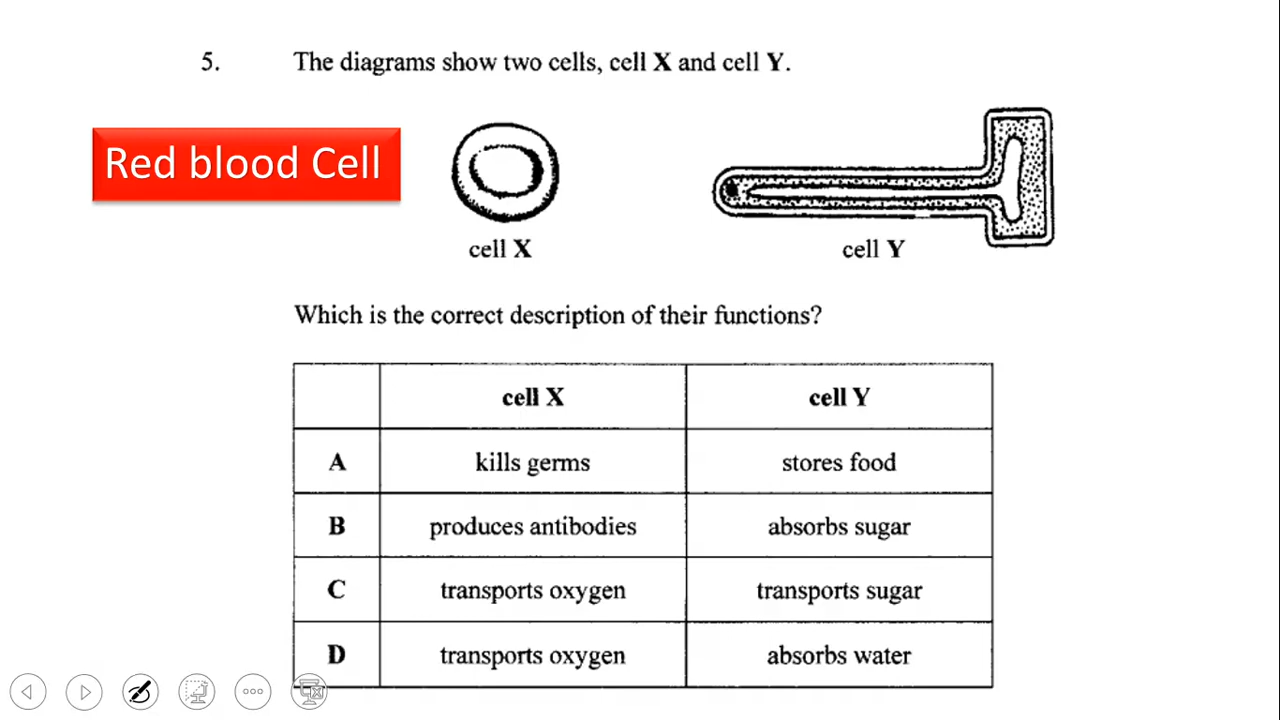 5. The diagrams show two cells, cell X and cell Y.
Red blood Cell
cell X cell Y
Which is the correct description of their functions?
cell X cell Y
A kills germs stores food
B produces antibodies absorbs sugar
C transports oxygen transports sugar
D transports oxygen absorbs water